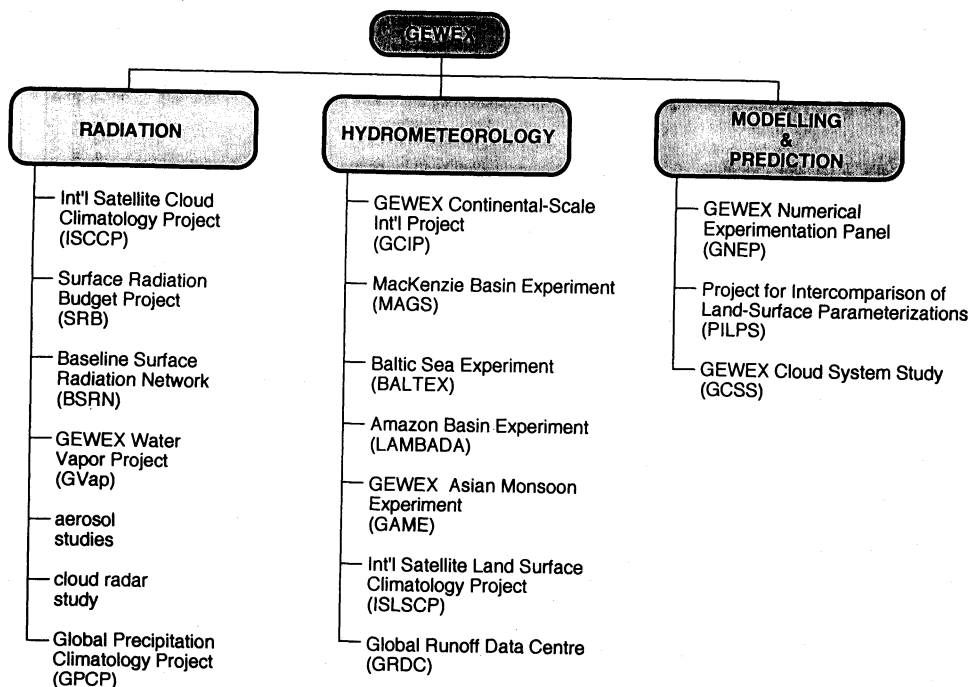 GEWEX
RADIATION
Int'l Satellite Cloud
Climatology Project
(ISCCP)
Surface Radiation
Budget Project
(SRB)
Baseline Surface
Radiation Network
(BSRN)
GEWEX Water
Vapor Project
(GVap)
aerosol
studies
cloud radar
study
Global Precipitation
Climatology Project
(GPCP)
HYDROMETEOROLOGY
GEWEX Continental-Scale
Int'l Project
(GCIP)
MacKenzie Basin Experiment
(MAGS)
Baltic Sea Experiment
(BALTEX)
Amazon Basin Experiment
(LAMBADA)
GEWEX Asian Monsoon
Experiment
(GAME)
Int'l Satellite Land Surface
Climatology Project
(ISLSCP)
Global Runoff Data Centre
(GRDC)
MODELLING
&
PREDICTION
GEWEX Numerical
Experimentation Panel
(GNEP)
Project for Intercomparison of
Land-Surface Parameterizations
(PILPS)
GEWEX Cloud System Study
(GCSS)